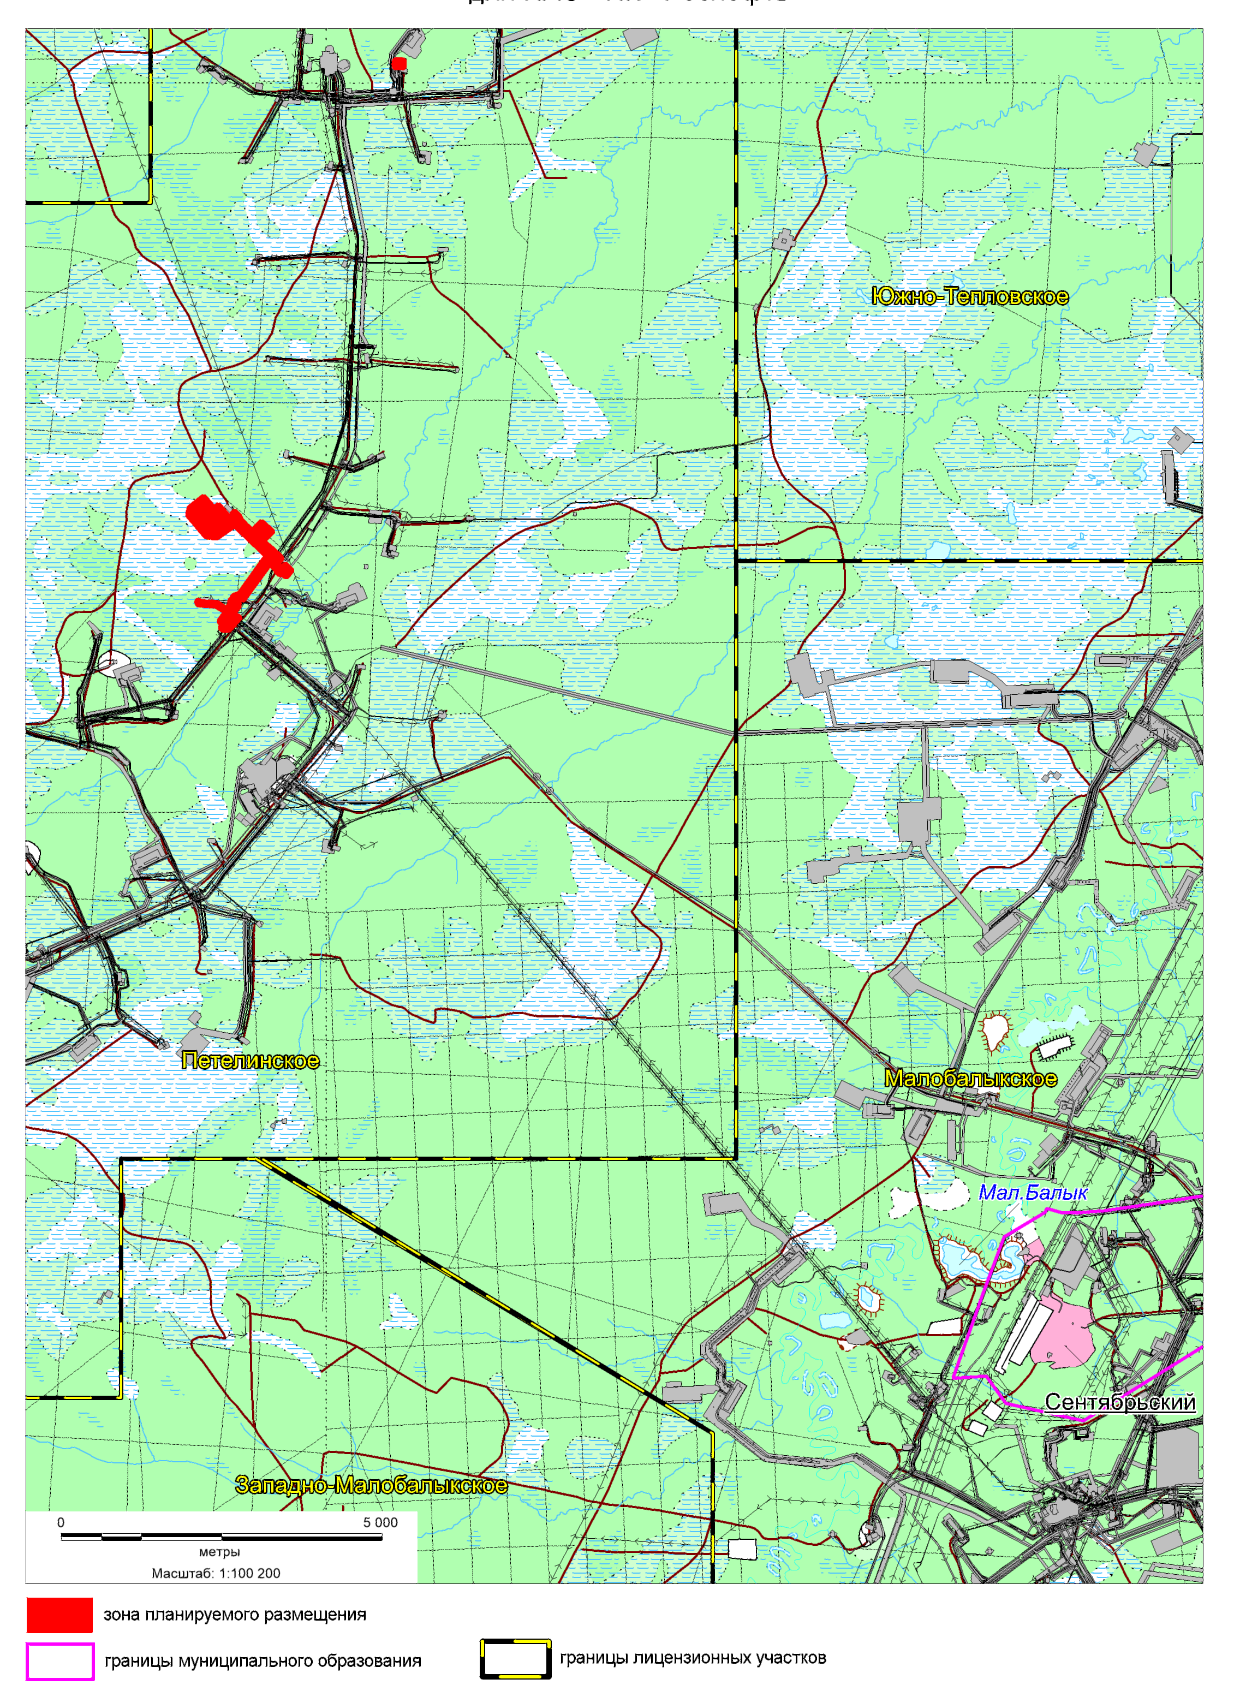 Южно-Тепловское
Петелинское
Малобалыкское
Мал.Балык
Сентябрьский
Западно-Малобалыкское
0 5 000
метры
Масштаб: 1:100 200
зона планируемого размещения
границы муниципального образования
границы лицензионных участков